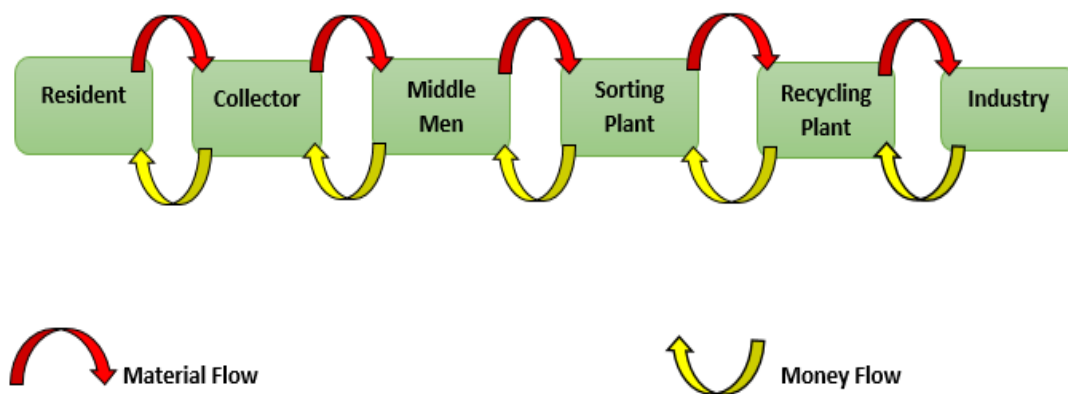 Resident
Collector
Middle
Men
Sorting
Plant
Recycling
Plant
Industry
Material Flow
Money Flow